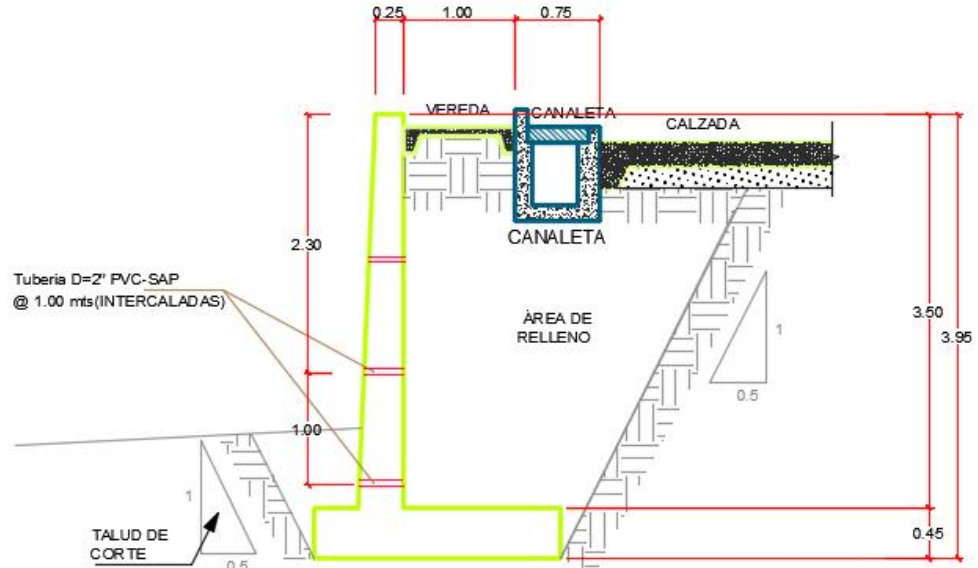 0.25
1.00
0.75
VEREDA
CANALETA
CALZADA
CANALETA
2.30
Tuberia D=2" PVC-SAP
@ 1.00 mts(INTERCALADAS)
ÀREA DE
RELLENO
3.50
3.95
1
0.5
1.00
1
TALUD DE
CORTE
0.5
0.45